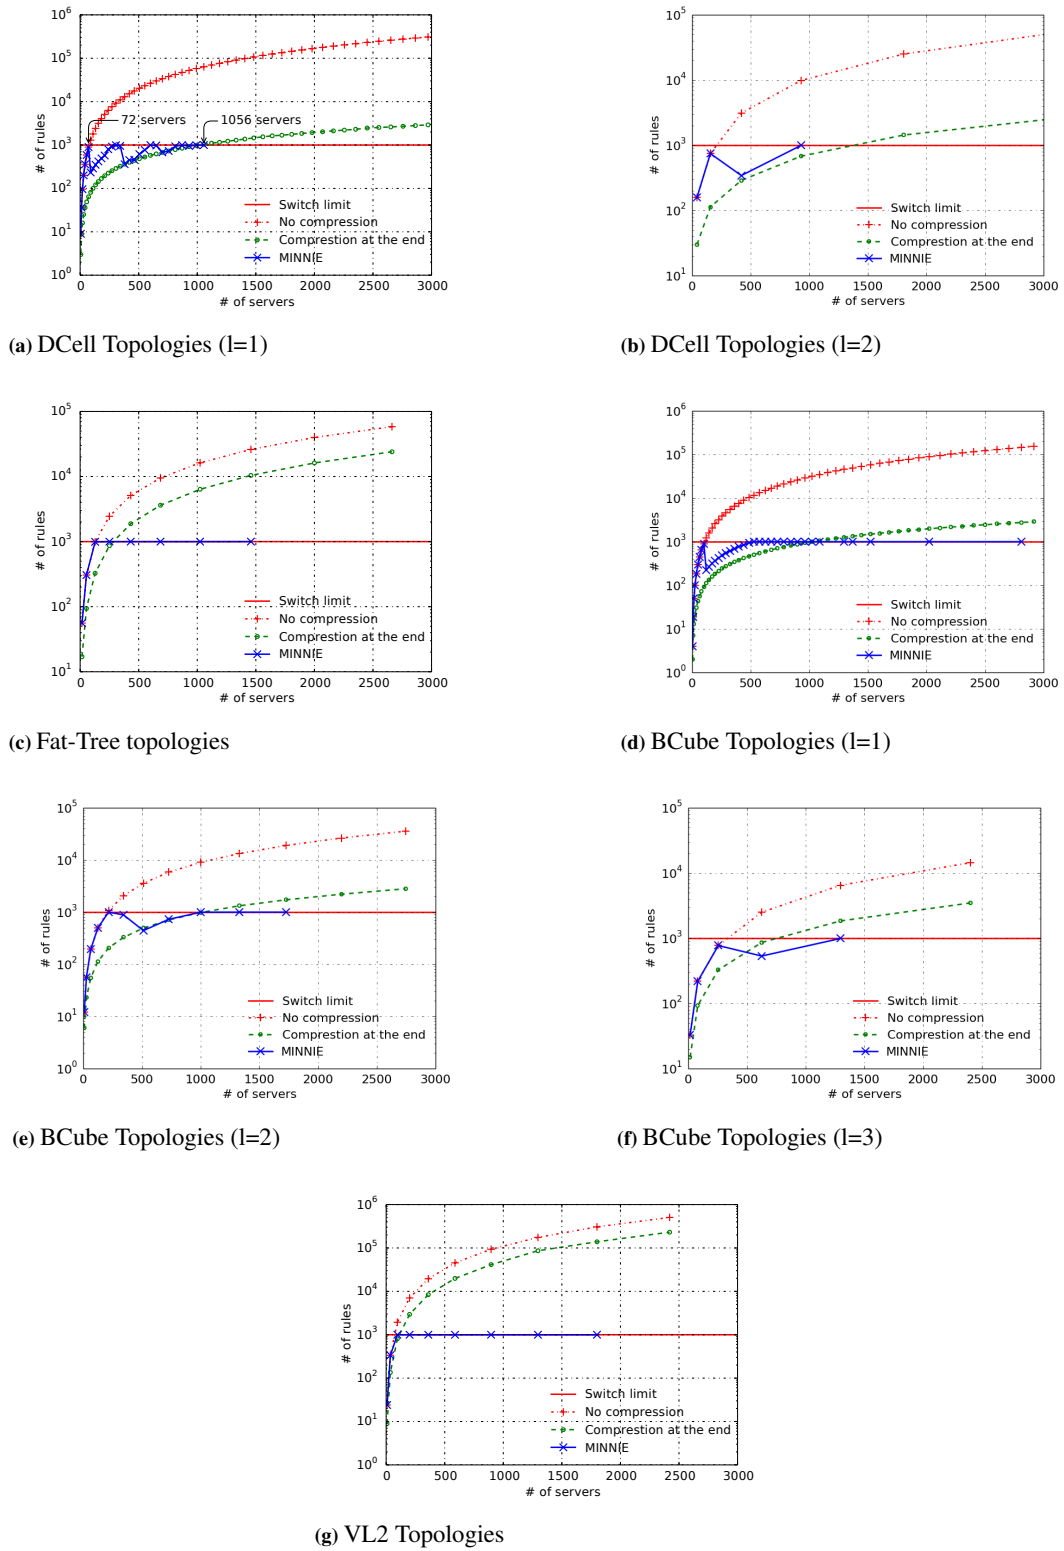 10^6
10^5
10^4
10^3
10^2
10^1
10^0
# of rules
72 servers
1056 servers
Switch limit
No compression
Comprestion at the end
MINNIE
0 500 1000 1500 2000 2500 3000
# of servers
(a) DCell Topologies (l=1)
10^5
10^4
10^3
10^2
10^1
# of rules
Switch limit
No compression
Comprestion at the end
MINNIE
0 500 1000 1500 2000 2500 3000
# of servers
(b) DCell Topologies (l=2)
10^5
10^4
10^3
10^2
10^1
# of rules
Switch limit
No compression
Comprestion at the end
MINNIE
0 500 1000 1500 2000 2500 3000
# of servers
(c) Fat-Tree topologies
10^6
10^5
10^4
10^3
10^2
10^1
10^0
# of rules
Switch limit
No compression
Comprestion at the end
MINNIE
0 500 1000 1500 2000 2500 3000
# of servers
(d) BCube Topologies (l=1)
10^5
10^4
10^3
10^2
10^1
10^0
# of rules
Switch limit
No compression
Comprestion at the end
MINNIE
0 500 1000 1500 2000 2500 3000
# of servers
(e) BCube Topologies (l=2)
10^5
10^4
10^3
10^2
10^1
# of rules
Switch limit
No compression
Comprestion at the end
MINNIE
0 500 1000 1500 2000 2500 3000
# of servers
(f) BCube Topologies (l=3)
10^6
10^5
10^4
10^3
10^2
10^1
10^0
# of rules
Switch limit
No compression
Comprestion at the end
MINNIE
0 500 1000 1500 2000 2500 3000
# of servers
(g) VL2 Topologies